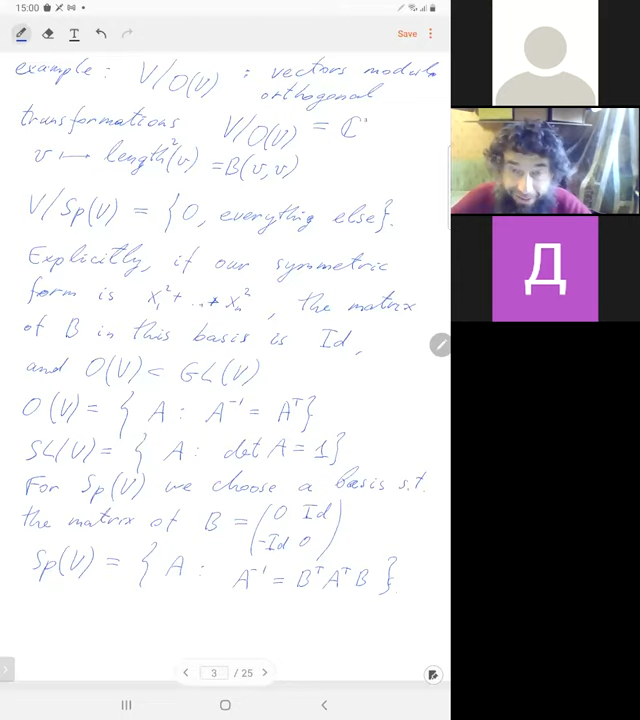 15:00
Save
example: V/O(V) : vectors modulo
orthogonal
transformations V/O(V) = ℂ
v ↦ length²(v) = B(v,v)
V/Sp(V) = {0, everything else}.
Explicitly, if our symmetric
form is x₁² + ... + xₙ², the matrix
of B in this basis is Id,
and O(V) ⊂ GL(V)
O(V) = { A : A⁻¹ = Aᵀ}
SL(V) = { A : det A = 1}
For Sp(V) we choose a basis s.t.
the matrix of B = (0 Id
-Id 0)
Sp(V) = { A : A⁻¹ = BᵀAᵀB }.
3 / 25
Д